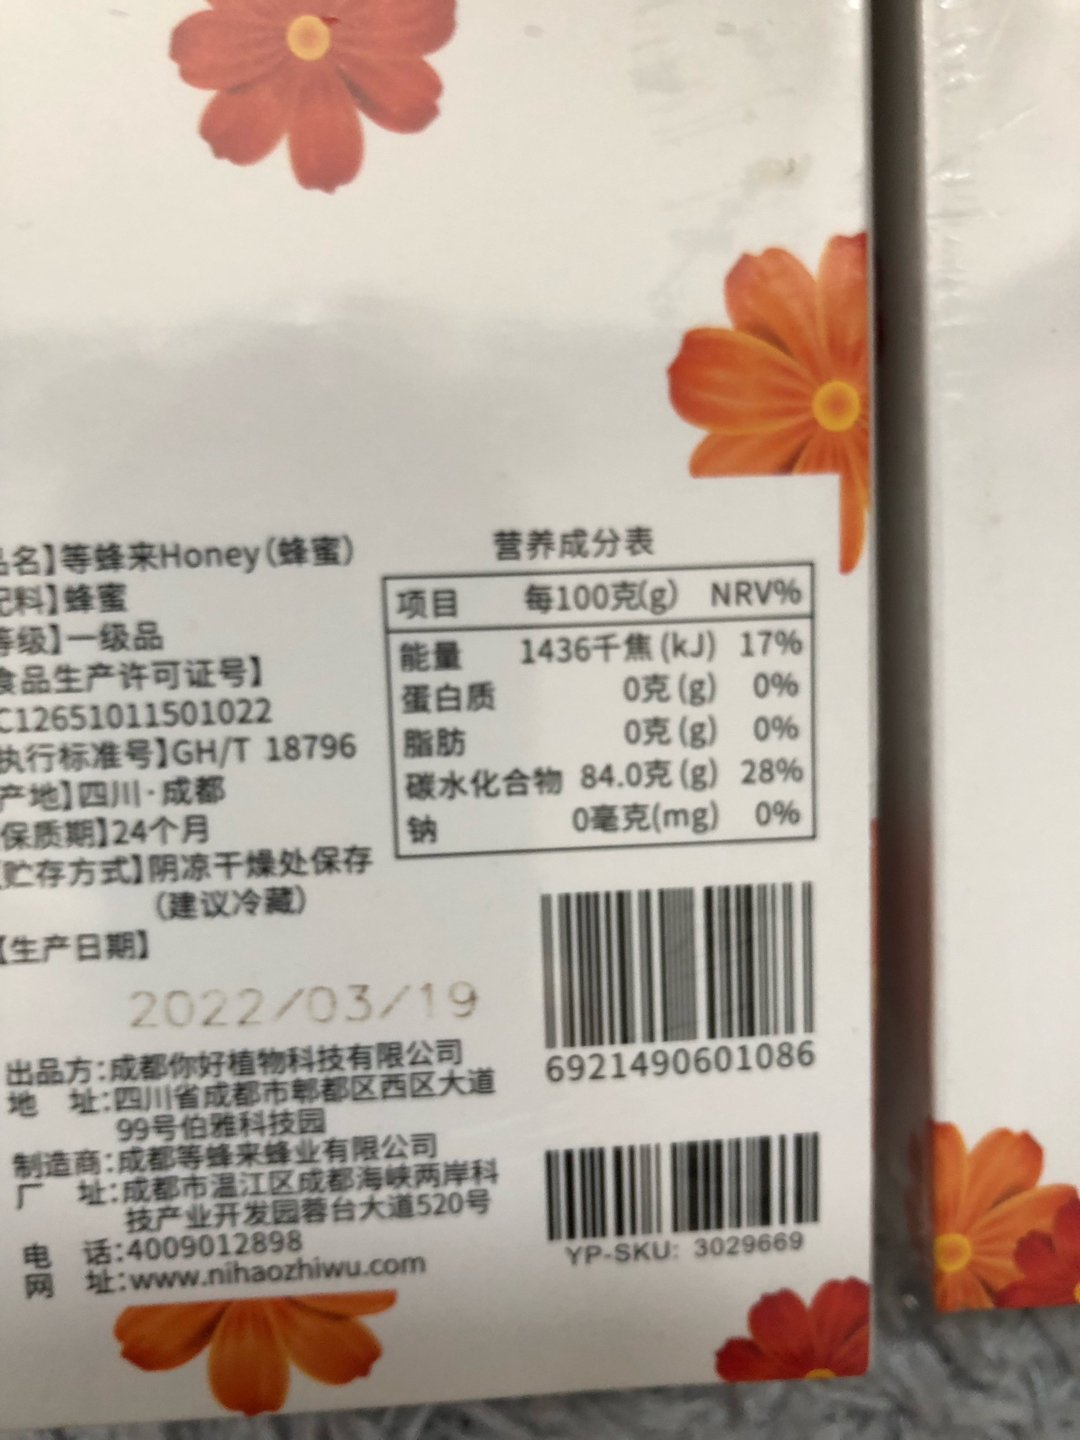 品名】等蜂来Honey（蜂蜜）
配料】蜂蜜
等级】一级品
食品生产许可证号】
C12651011501022
执行标准号】GH/T 18796
产地】四川·成都
保质期】24个月
贮存方式】阴凉干燥处保存
（建议冷藏）
【生产日期】
2022/03/19
出品方：成都你好植物科技有限公司
地 址：四川省成都市郫都区西区大道
99号伯雅科技园
制造商：成都等蜂来蜂业有限公司
厂 址：成都市温江区成都海峡两岸科
技产业开发园蓉台大道520号
电 话：4009012898
网 址：www.nihaozhiwu.com
营养成分表
项目 每100克(g) NRV%
能量 1436千焦 (kJ) 17%
蛋白质 0克 (g) 0%
脂肪 0克 (g) 0%
碳水化合物 84.0克 (g) 28%
钠 0毫克(mg) 0%
6921490601086
YP-SKU: 3029669